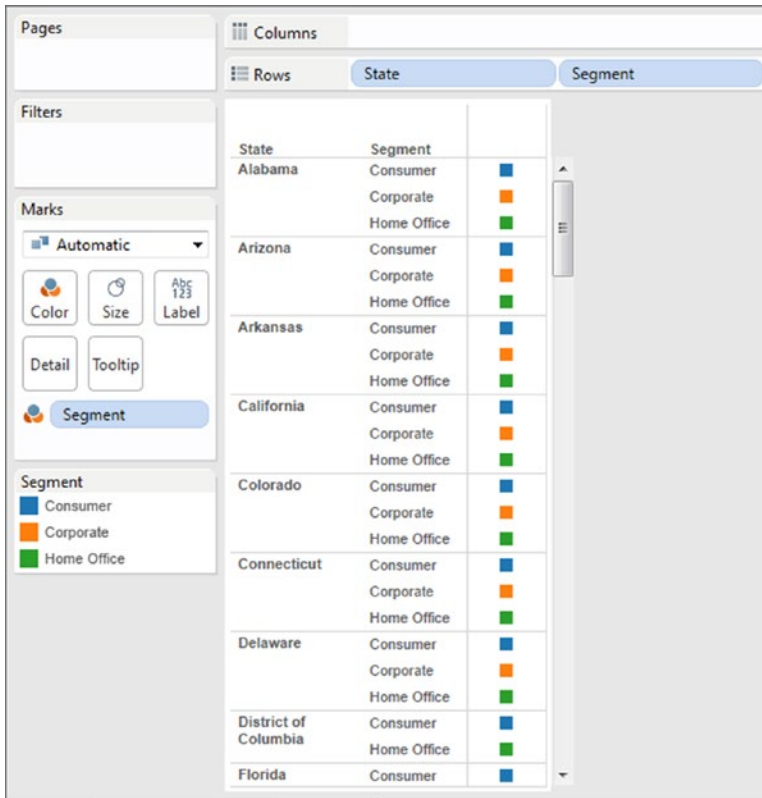 Pages
Columns
Rows State Segment
Filters
Marks
Automatic
Color Size Abc 123 Label
Detail Tooltip
Segment
Segment
Consumer
Corporate
Home Office
State Segment
Alabama Consumer
Corporate
Home Office
Arizona Consumer
Corporate
Home Office
Arkansas Consumer
Corporate
Home Office
California Consumer
Corporate
Home Office
Colorado Consumer
Corporate
Home Office
Connecticut Consumer
Corporate
Home Office
Delaware Consumer
Corporate
Home Office
District of Consumer
Columbia Home Office
Florida Consumer